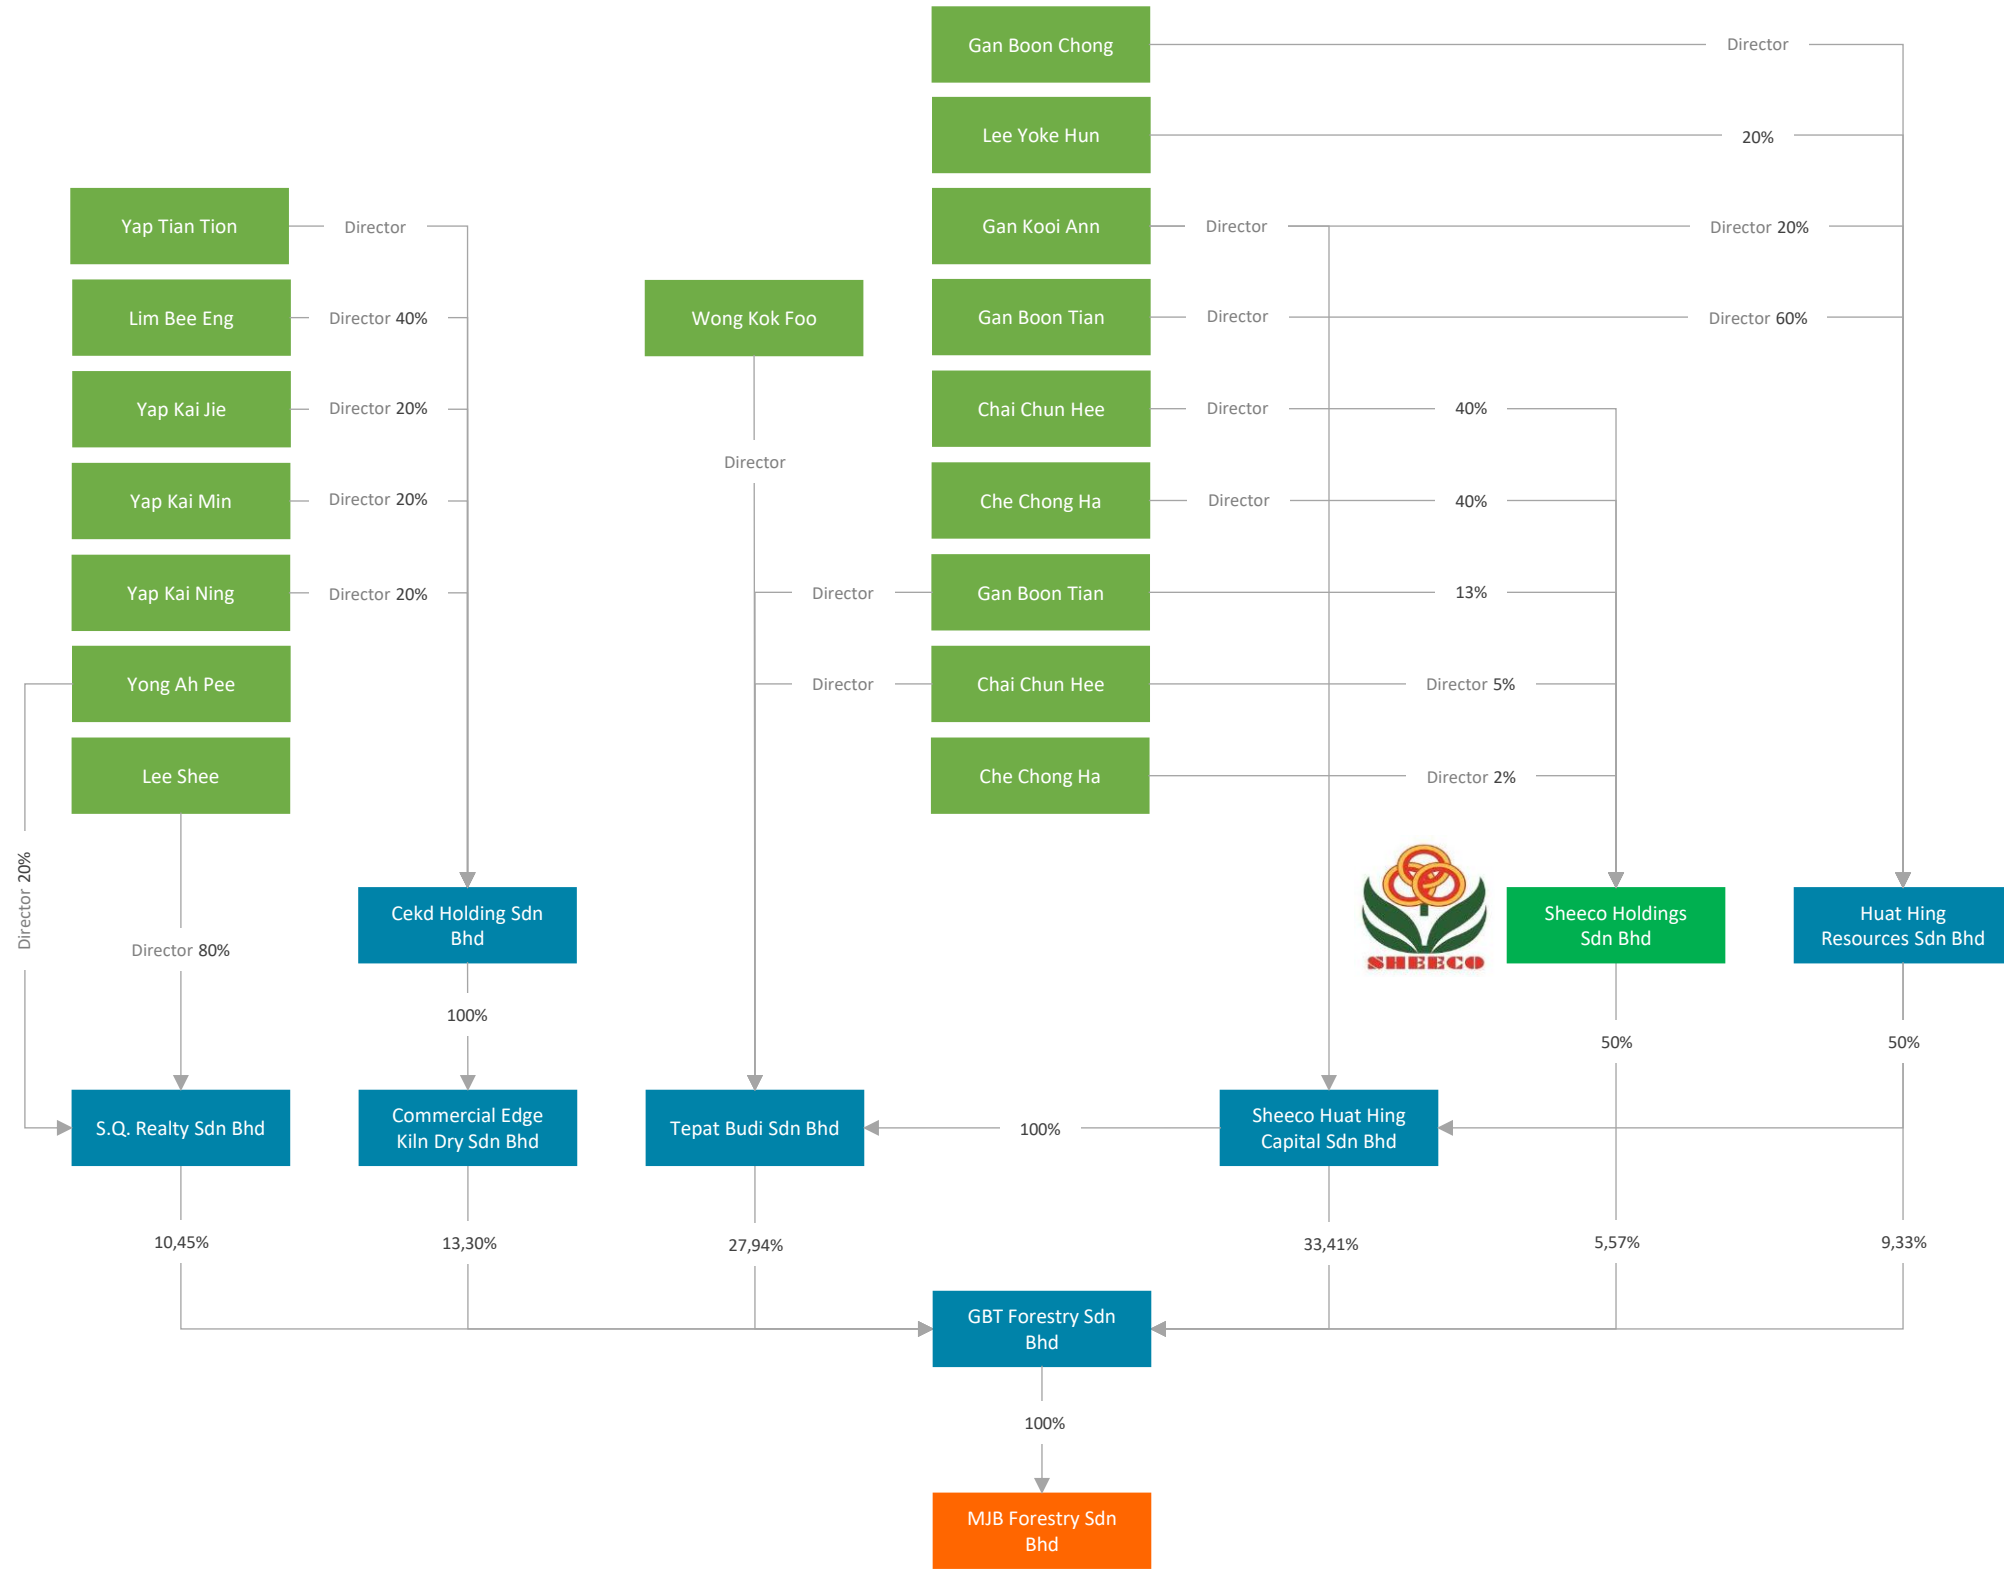 Gan Boon Chong
Director
Lee Yoke Hun
20%
Yap Tian Tion
Director
Gan Kooi Ann
Director
Director 20%
Lim Bee Eng
Director 40%
Wong Kok Foo
Gan Boon Tian
Director
Director 60%
Yap Kai Jie
Director 20%
Chai Chun Hee
Director
40%
Director
Yap Kai Min
Director 20%
Che Chong Ha
Director
40%
Yap Kai Ning
Director 20%
Director
Gan Boon Tian
13%
Yong Ah Pee
Director
Chai Chun Hee
Director 5%
Lee Shee
Che Chong Ha
Director 2%
Director 20%
Director 80%
Cekd Holding Sdn
Bhd
SHEECO
Sheeco Holdings
Sdn Bhd
Huat Hing
Resources Sdn Bhd
100%
50%
50%
S.Q. Realty Sdn Bhd
Commercial Edge
Kiln Dry Sdn Bhd
Tepat Budi Sdn Bhd
100%
Sheeco Huat Hing
Capital Sdn Bhd
10,45%
13,30%
27,94%
33,41%
5,57%
9,33%
GBT Forestry Sdn
Bhd
100%
MJB Forestry Sdn
Bhd